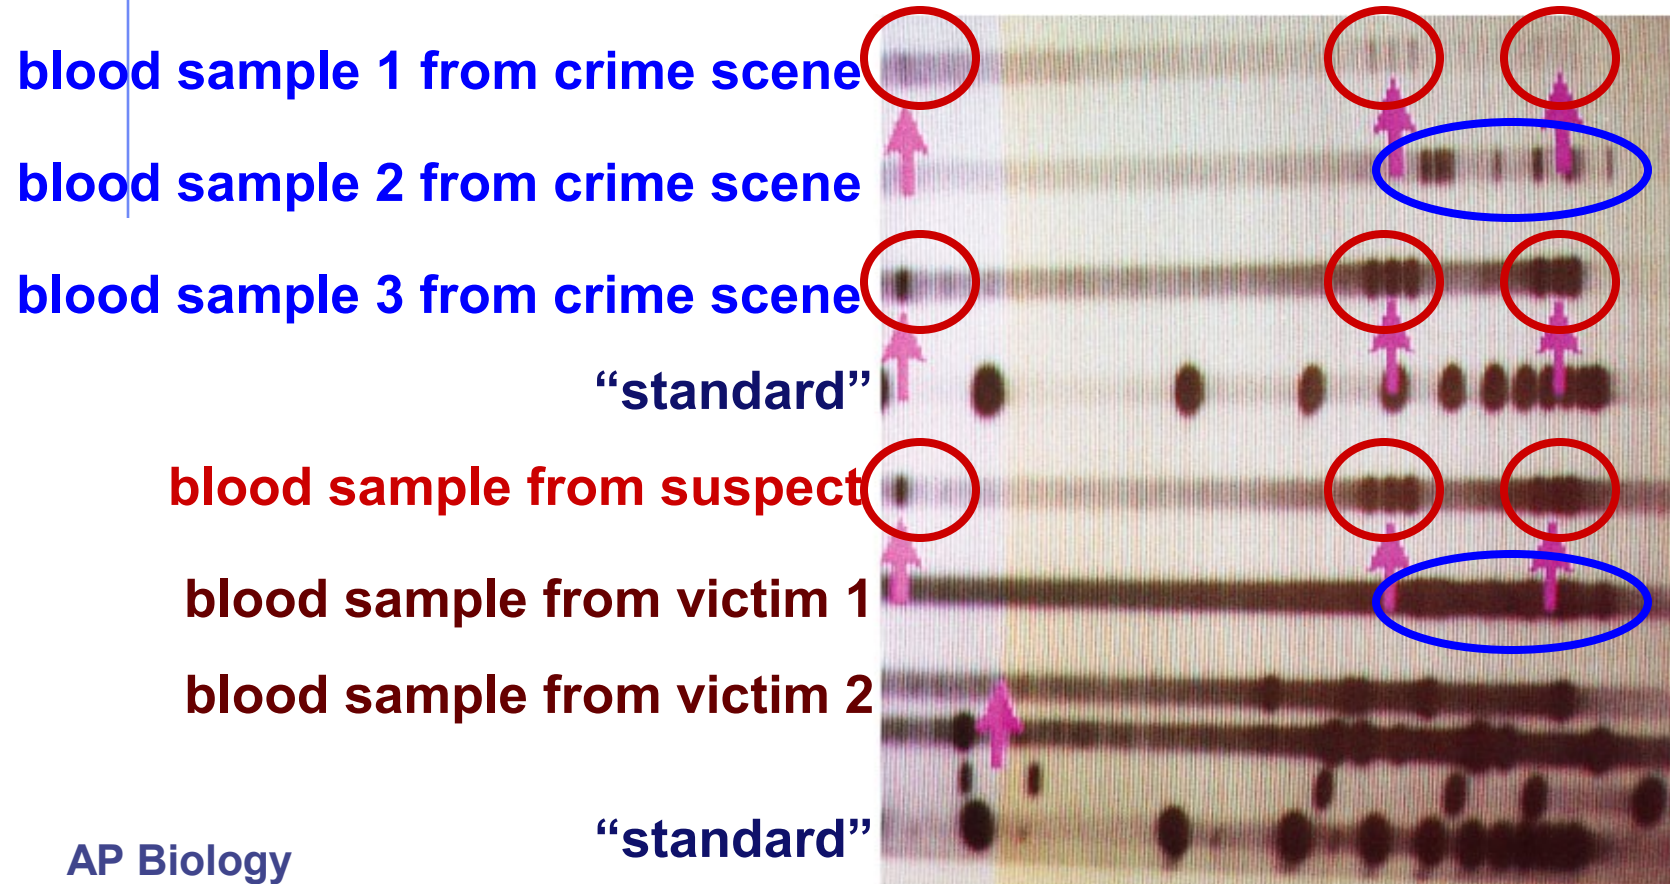 blood sample 1 from crime scene
blood sample 2 from crime scene
blood sample 3 from crime scene
“standard”
blood sample from suspect
blood sample from victim 1
blood sample from victim 2
“standard”
AP Biology